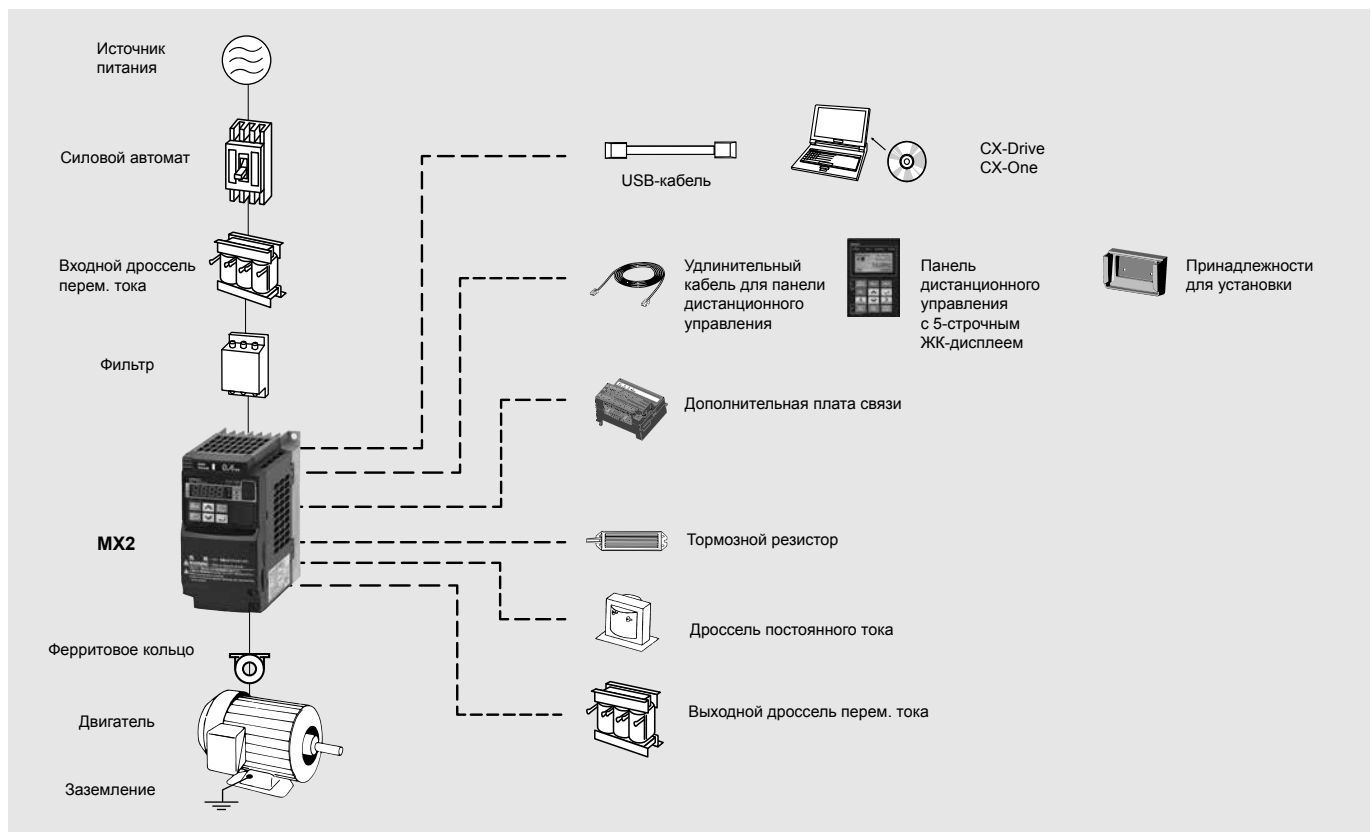 Источник
питания
Силовой автомат
USB-кабель
CX-Drive
CX-One
Входной дроссель
перем. тока
Удлинительный
кабель для панели
дистанционного
управления
Панель
дистанционного
управления
с 5-строчным
ЖК-дисплеем
Принадлежности
для установки
Фильтр
Дополнительная плата связи
0.4
MX2
Тормозной резистор
Дроссель постоянного тока
Ферритовое кольцо
Двигатель
Выходной дроссель перем. тока
Заземление